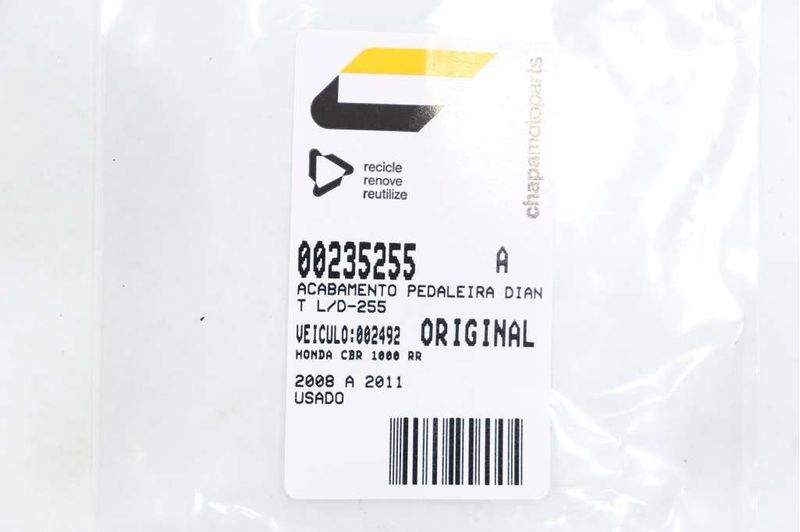 recicle
renove
reutilize
chapamotoparts
00235255 A
ACABAMENTO PEDALEIRA DIAN
T L/D-255
VEICULO:002492 ORIGINAL
HONDA CBR 1000 RR
2008 A 2011
USADO